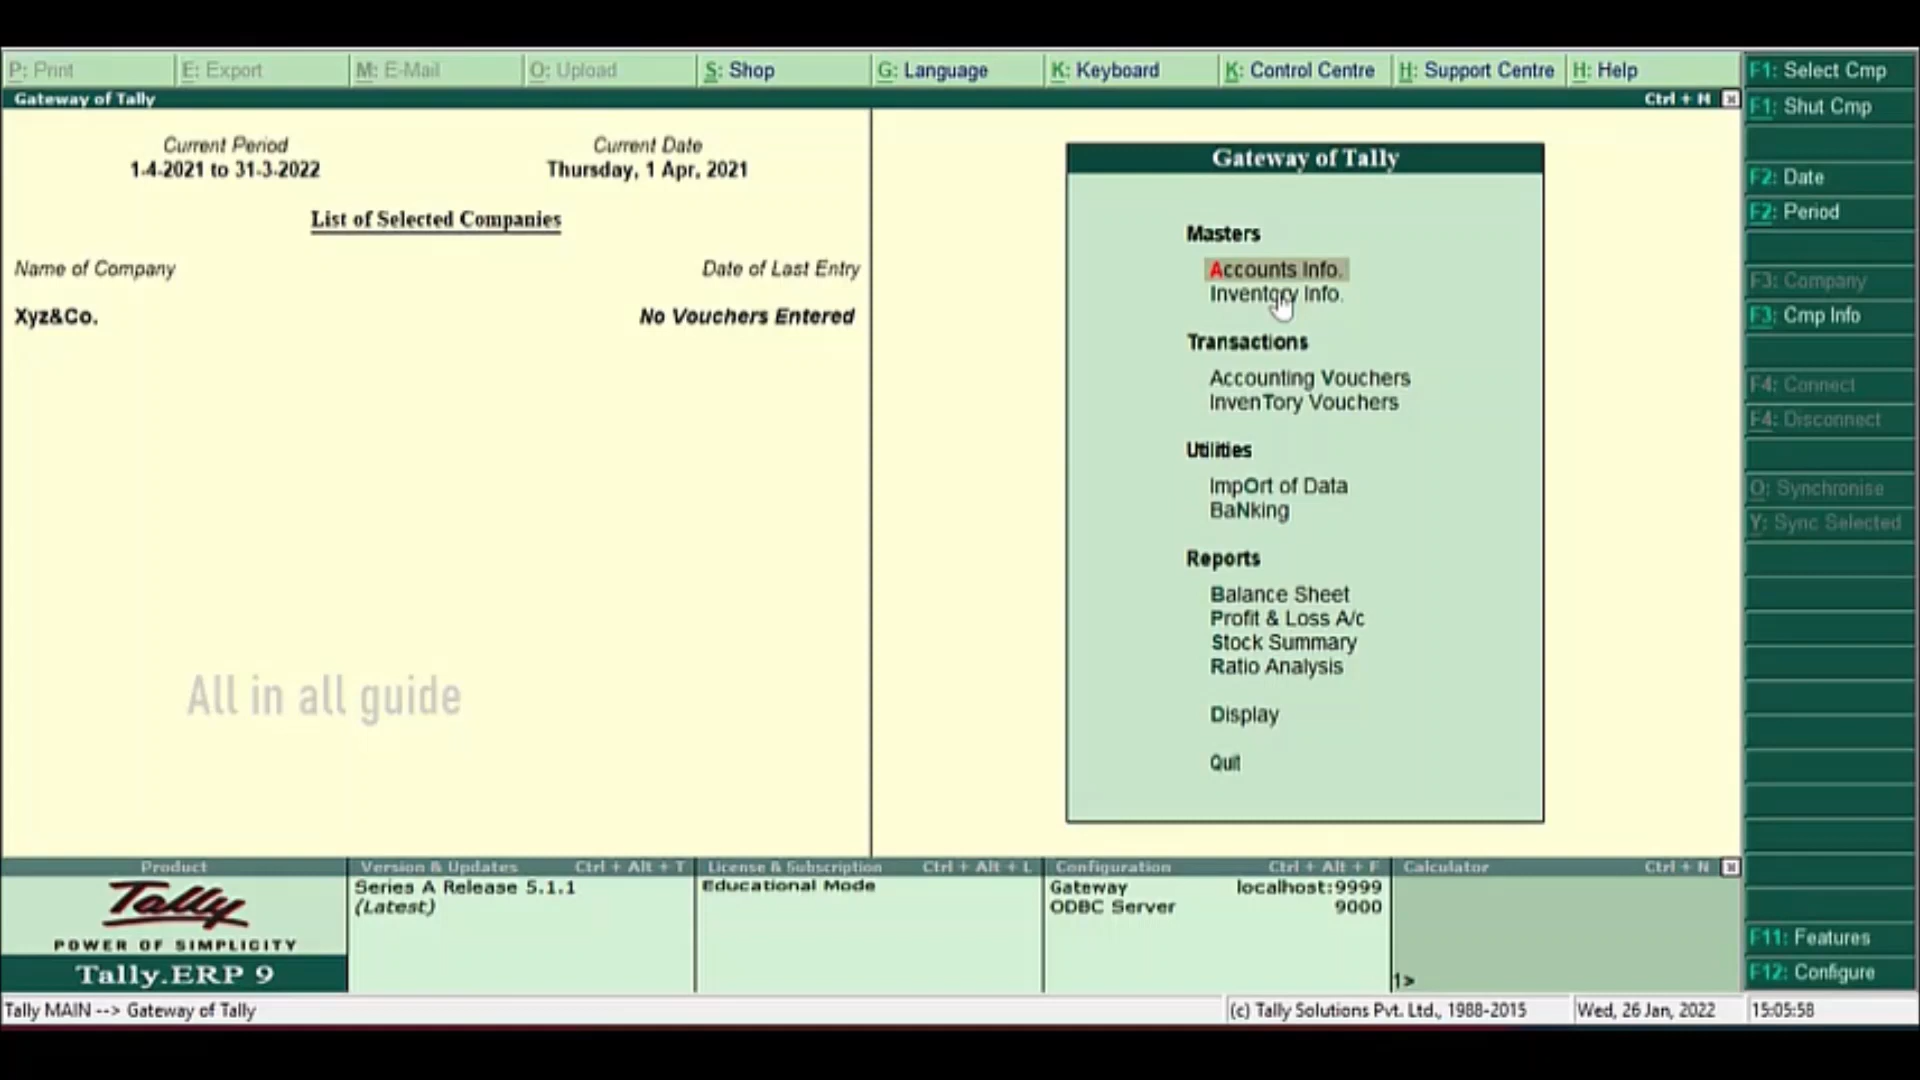 P: Print E: Export M: E-Mail O: Upload S: Shop G: Language K: Keyboard K: Control Centre H: Support Centre H: Help
Gateway of Tally Ctrl + M
Current Period Current Date
1-4-2021 to 31-3-2022 Thursday, 1 Apr, 2021
List of Selected Companies
Name of Company Date of Last Entry
Xyz&Co. No Vouchers Entered
All in all guide
Gateway of Tally
Masters
Accounts Info.
Inventory Info.
Transactions
Accounting Vouchers
InvenTory Vouchers
Utilities
ImpOrt of Data
BaNking
Reports
Balance Sheet
Profit & Loss A/c
Stock Summary
Ratio Analysis
Display
Quit
F1: Select Cmp
F1: Shut Cmp
F2: Date
F2: Period
F3: Company
F3: Cmp Info
F4: Connect
F4: Disconnect
O: Synchronise
Y: Sync Selected
F11: Features
F12: Configure
Product
Tally
POWER OF SIMPLICITY
Tally.ERP 9
Version & Updates Ctrl + Alt + T
Series A Release 5.1.1
(Latest)
License & Subscription Ctrl + Alt + L
Educational Mode
Configuration Ctrl + Alt + F
Gateway localhost:9999
ODBC Server 9000
Calculator Ctrl + N
1>
Tally MAIN --> Gateway of Tally (c) Tally Solutions Pvt. Ltd., 1988-2015 Wed, 26 Jan, 2022 15:05:58